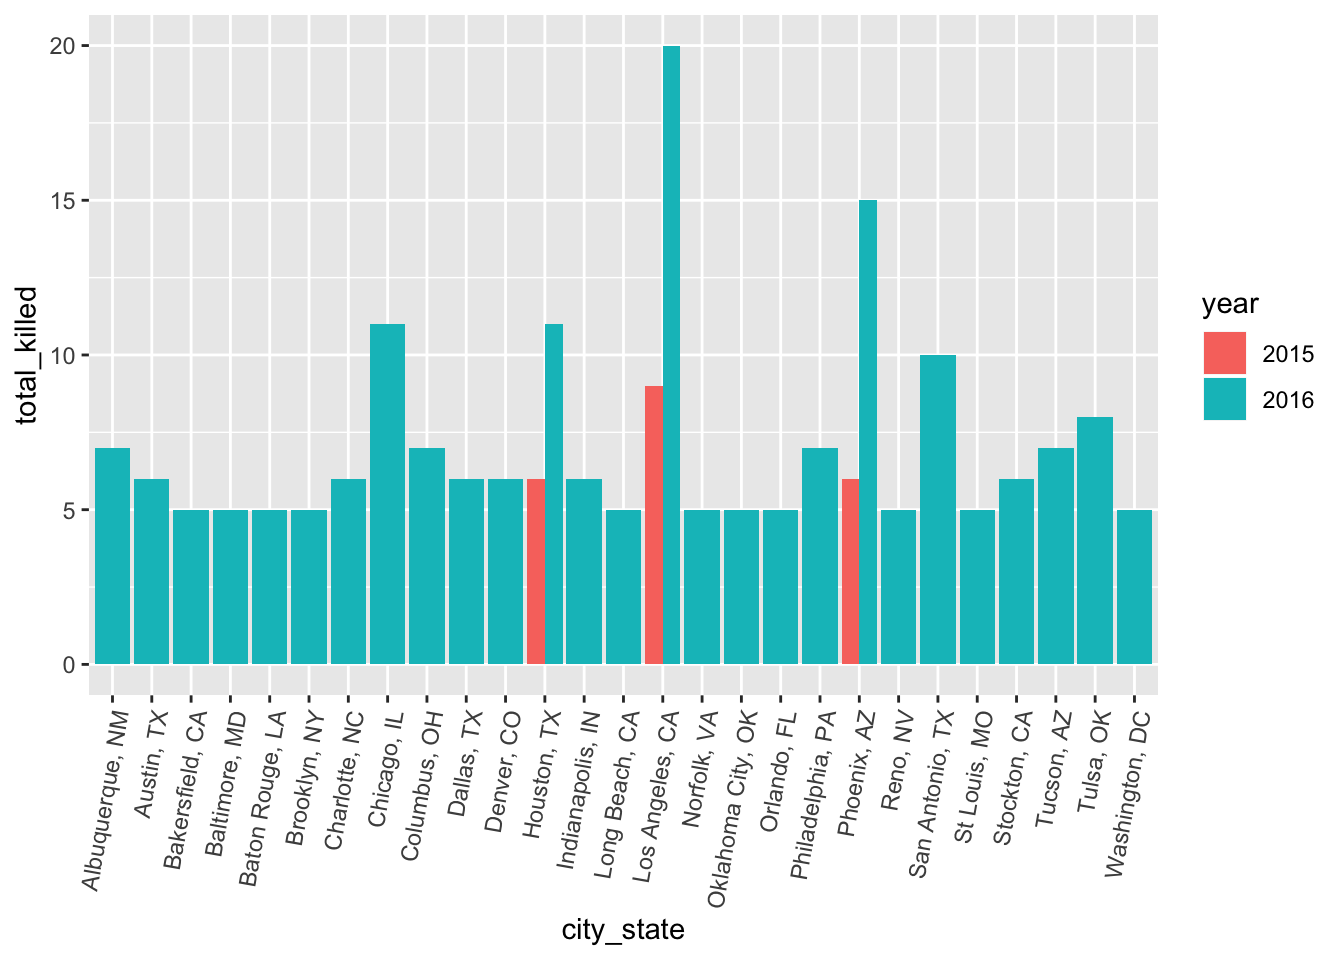 20
15
10
5
0
total_killed
Albuquerque, NM
Austin, TX
Bakersfield, CA
Baltimore, MD
Baton Rouge, LA
Brooklyn, NY
Charlotte, NC
Chicago, IL
Columbus, OH
Dallas, TX
Denver, CO
Houston, TX
Indianapolis, IN
Long Beach, CA
Los Angeles, CA
Norfolk, VA
Oklahoma City, OK
Orlando, FL
Philadelphia, PA
Phoenix, AZ
Reno, NV
San Antonio, TX
St Louis, MO
Stockton, CA
Tucson, AZ
Tulsa, OK
Washington, DC
city_state
year
2015
2016